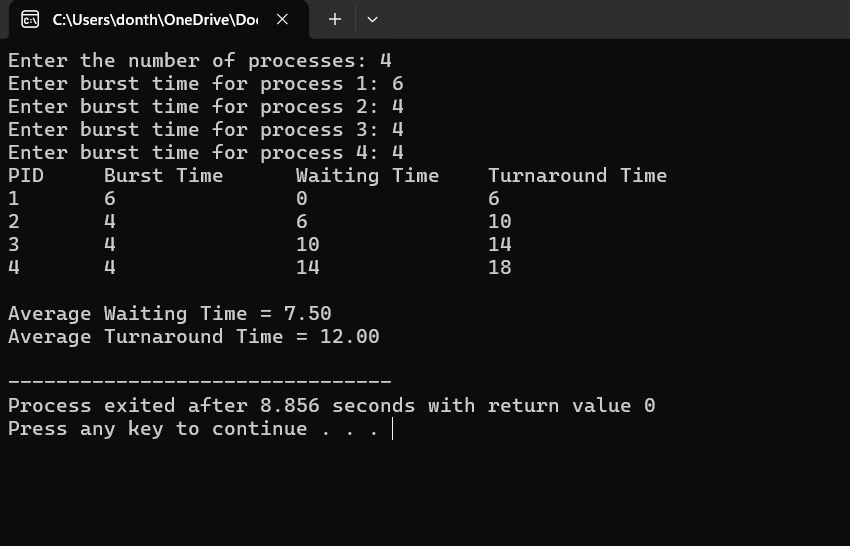 C:\Users\donth\OneDrive\Do
Enter the number of processes: 4
Enter burst time for process 1: 6
Enter burst time for process 2: 4
Enter burst time for process 3: 4
Enter burst time for process 4: 4
PID     Burst Time      Waiting Time    Turnaround Time
1       6               0               6
2       4               6               10
3       4               10              14
4       4               14              18
Average Waiting Time = 7.50
Average Turnaround Time = 12.00
--------------------------------
Process exited after 8.856 seconds with return value 0
Press any key to continue . . .